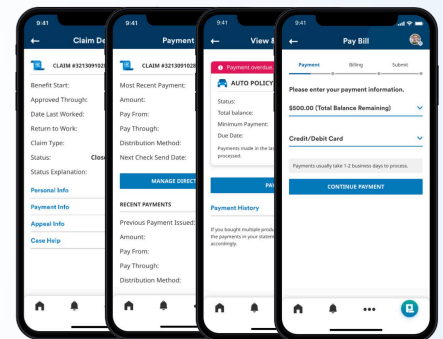 9:41
Claim De
CLAIM #3213091028
Benefit Start:
Approved Through:
Date Last Worked:
Return to Work:
Claim Type:
Status: Close
Status Explanation:
Personal Info
Payment Info
Appeal Info
Case Help
9:41
Payment
CLAIM #3213091028
Most Recent Payment:
Amount:
Pay From:
Pay Through:
Distribution Method:
Next Check Send Date:
MANAGE DIRECT
RECENT PAYMENTS
Previous Payment Issued:
Amount:
Pay From:
Pay Through:
Distribution Method:
9:41
View &
Payment overdue
AUTO POLICY
Status:
Total balance:
Minimum Payment:
Due Date:
Payments made in the las
processed.
PAY
Payment History
If you bought multiple produ
the payments in your statem
accordingly.
9:41
Pay Bill
Payment Billing Submit
Please enter your payment information.
$500.00 (Total Balance Remaining)
Credit/Debit Card
Payments usually take 1-2 business days to process.
CONTINUE PAYMENT